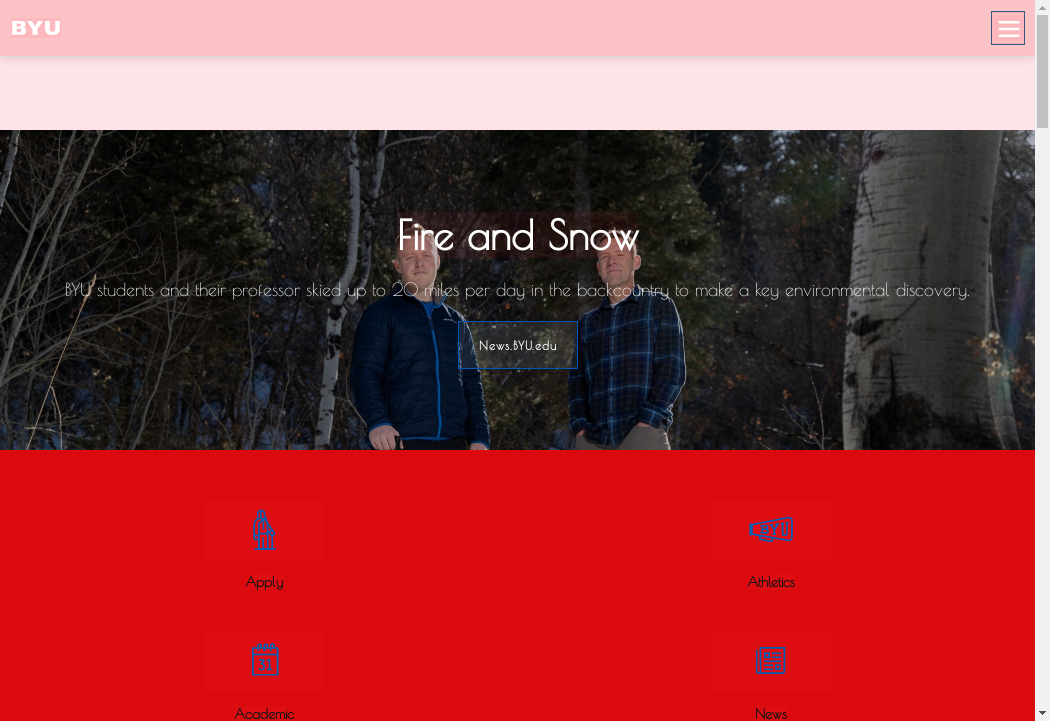 BYU
Fire and Snow
BYU students and their professor skied up to 20 miles per day in the backcountry to make a key environmental discovery.
News.BYU.edu
BYU
Apply
Athletics
31
Academic
News